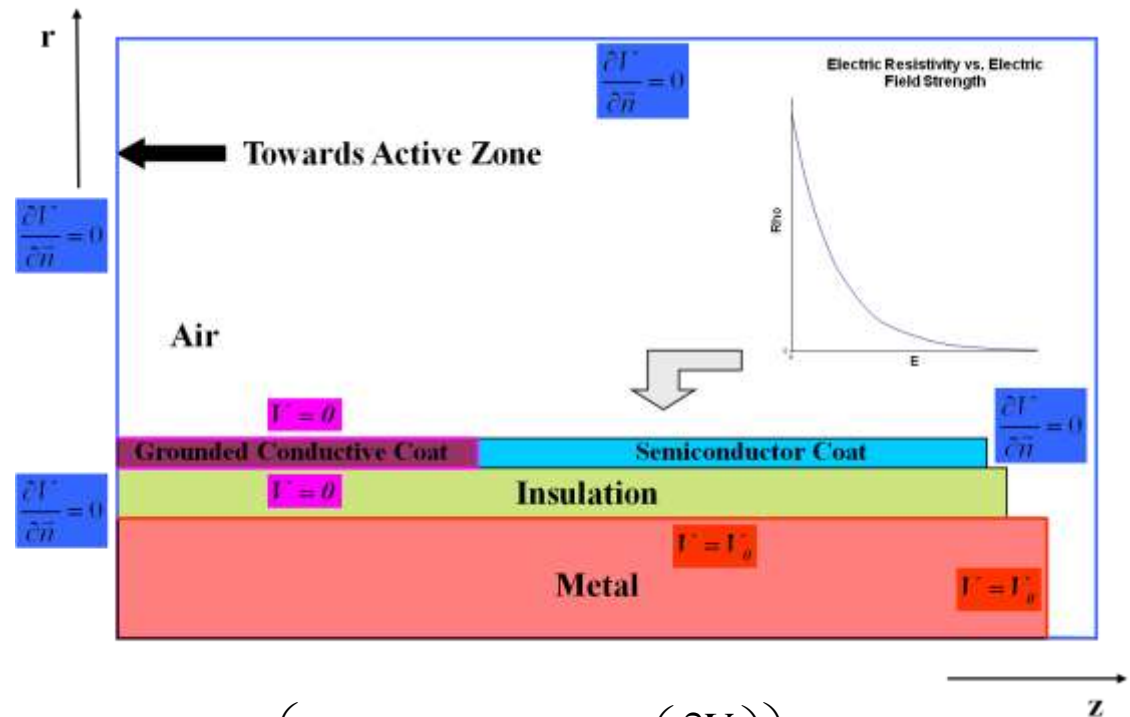 r
∂V/∂n⃗ = 0
Electric Resistivity vs. Electric
Field Strength
Rho
E
Towards Active Zone
∂V/∂n⃗ = 0
Air
V = 0
∂V/∂n⃗ = 0
Grounded Conductive Coat
Semiconductor Coat
∂V/∂n⃗ = 0
V = 0
Insulation
V = V₀
Metal
V = V₀
z